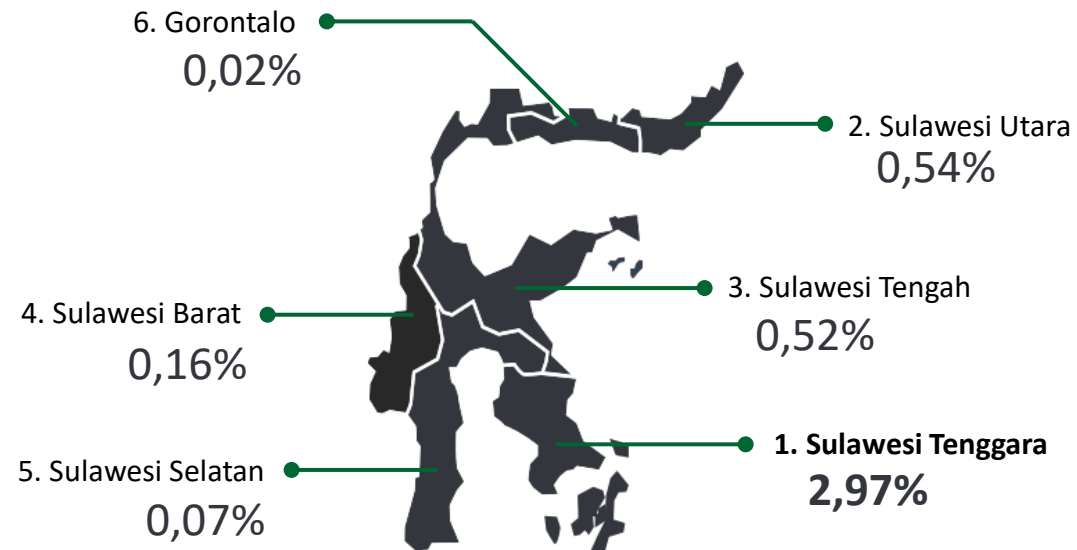 6. Gorontalo
0,02%
2. Sulawesi Utara
0,54%
3. Sulawesi Tengah
0,52%
4. Sulawesi Barat
0,16%
1. Sulawesi Tenggara
2,97%
5. Sulawesi Selatan
0,07%